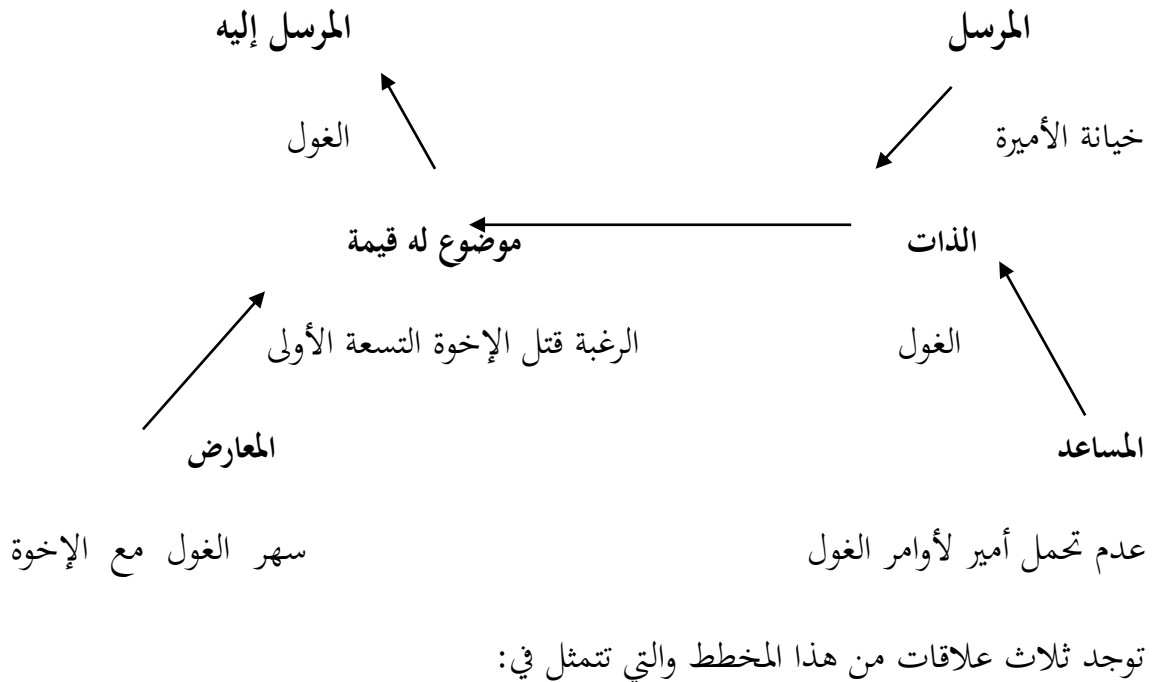 المرسل المرسل إليه
خيانة الأميرة الغول
الذات موضوع له قيمة
الغول الرغبة قتل الإخوة التسعة الأولى
المساعد المعارض
عدم تحمل أمير لأوامر الغول سهر الغول مع الإخوة
توجد ثلاث علاقات من هذا المخطط والتي تتمثل في: